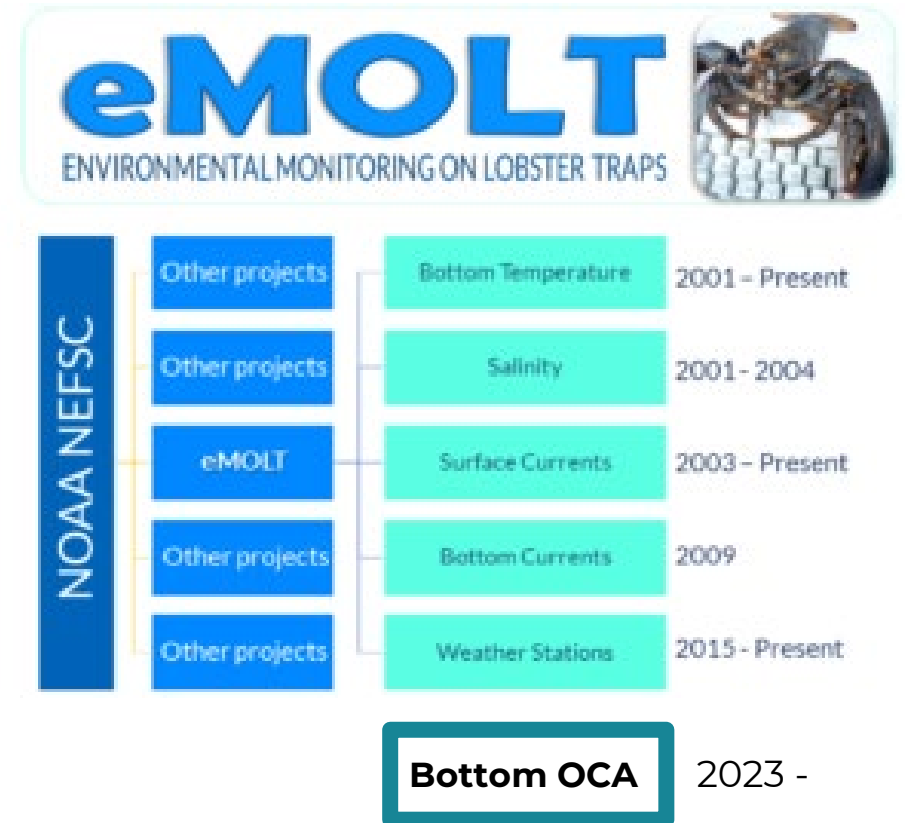 eMOLT
ENVIRONMENTAL MONITORING ON LOBSTER TRAPS
NOAA NEFSC
Other projects
Bottom Temperature
2001 – Present
Other projects
Salinity
2001 - 2004
eMOLT
Surface Currents
2003 – Present
Other projects
Bottom Currents
2009
Other projects
Weather Stations
2015 - Present
Bottom OCA
2023 -